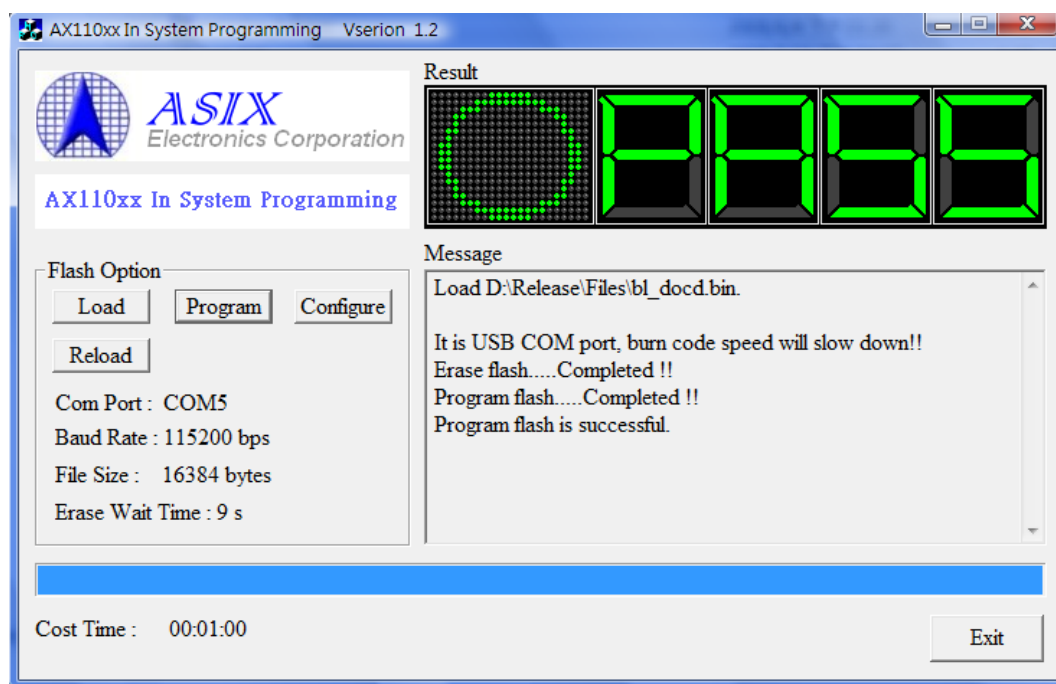 AX110xx In System Programming Vserion 1.2
ASIX
Electronics Corporation
AX110xx In System Programming
Result
PASS
Flash Option
Load Program Configure
Reload
Com Port : COM5
Baud Rate : 115200 bps
File Size : 16384 bytes
Erase Wait Time : 9 s
Message
Load D:\Release\Files\bl_docd.bin.
It is USB COM port, burn code speed will slow down!!
Erase flash.....Completed !!
Program flash.....Completed !!
Program flash is successful.
Cost Time : 00:01:00
Exit